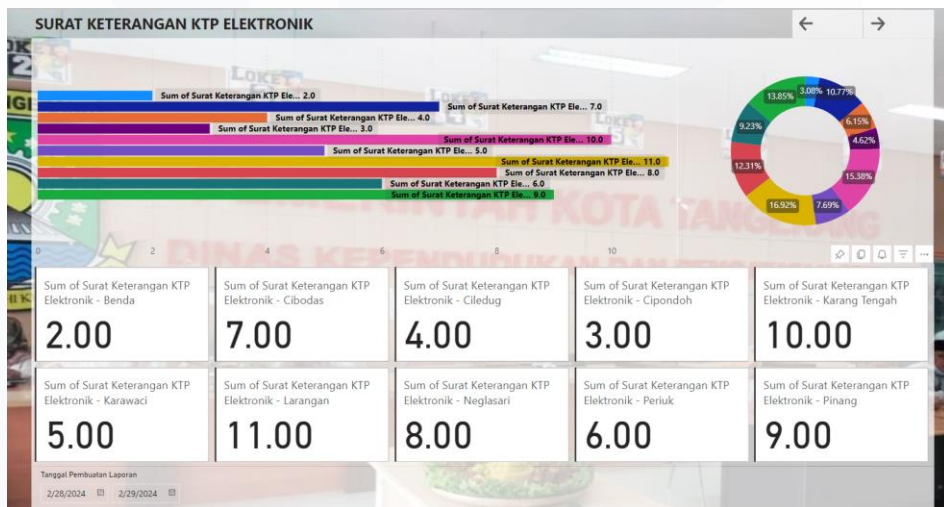 SURAT KETERANGAN KTP ELEKTRONIK
LOKET
Sum of Surat Keterangan KTP Ele... 2.0
Sum of Surat Keterangan KTP Ele... 7.0
Sum of Surat Keterangan KTP Ele... 4.0
Sum of Surat Keterangan KTP Ele... 3.0
Sum of Surat Keterangan KTP Ele... 10.0
Sum of Surat Keterangan KTP Ele... 5.0
Sum of Surat Keterangan KTP Ele... 11.0
Sum of Surat Keterangan KTP Ele... 8.0
Sum of Surat Keterangan KTP Ele... 6.0
Sum of Surat Keterangan KTP Ele... 9.0
13.85% 3.08% 10.77%
9.23% 6.15%
4.62%
12.31%
15.38%
16.92% 7.69%
KOTA TANGERANG
DINAS KEPENDUDUKAN DAN
0 2 4 6 8 10
Sum of Surat Keterangan KTP
Elektronik - Benda
2.00
Sum of Surat Keterangan KTP
Elektronik - Cibodas
7.00
Sum of Surat Keterangan KTP
Elektronik - Ciledug
4.00
Sum of Surat Keterangan KTP
Elektronik - Cipondoh
3.00
Sum of Surat Keterangan KTP
Elektronik - Karang Tengah
10.00
Sum of Surat Keterangan KTP
Elektronik - Karawaci
5.00
Sum of Surat Keterangan KTP
Elektronik - Larangan
11.00
Sum of Surat Keterangan KTP
Elektronik - Neglasari
8.00
Sum of Surat Keterangan KTP
Elektronik - Periuk
6.00
Sum of Surat Keterangan KTP
Elektronik - Pinang
9.00
Tanggal Pembuatan Laporan
2/28/2024 2/29/2024